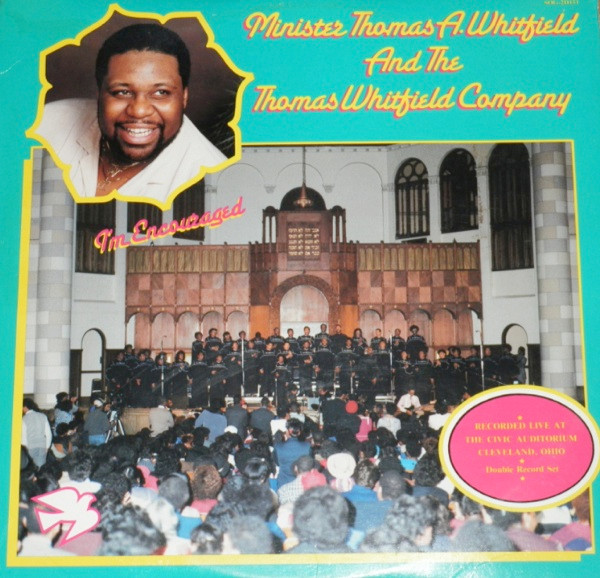 Minister Thomas A. Whitfield
And The
Thomas Whitfield Company
I'm Encouraged
RECORDED LIVE AT
THE CIVIC AUDITORIUM
CLEVELAND, OHIO
Double Record Set